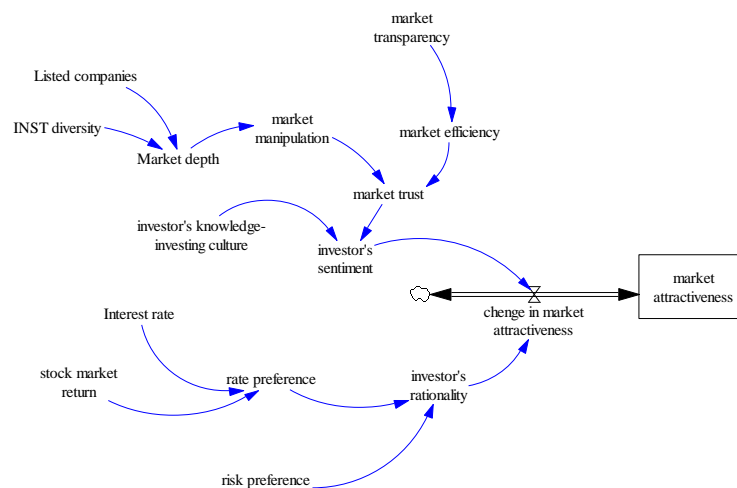 market
transparency
Listed companies
INST diversity
market
manipulation
market efficiency
Market depth
market trust
investor's knowledge-
investing culture
investor's
sentiment
market
attractiveness
chenge in market
attractiveness
Interest rate
stock market
return
rate preference
investor's
rationality
risk preference